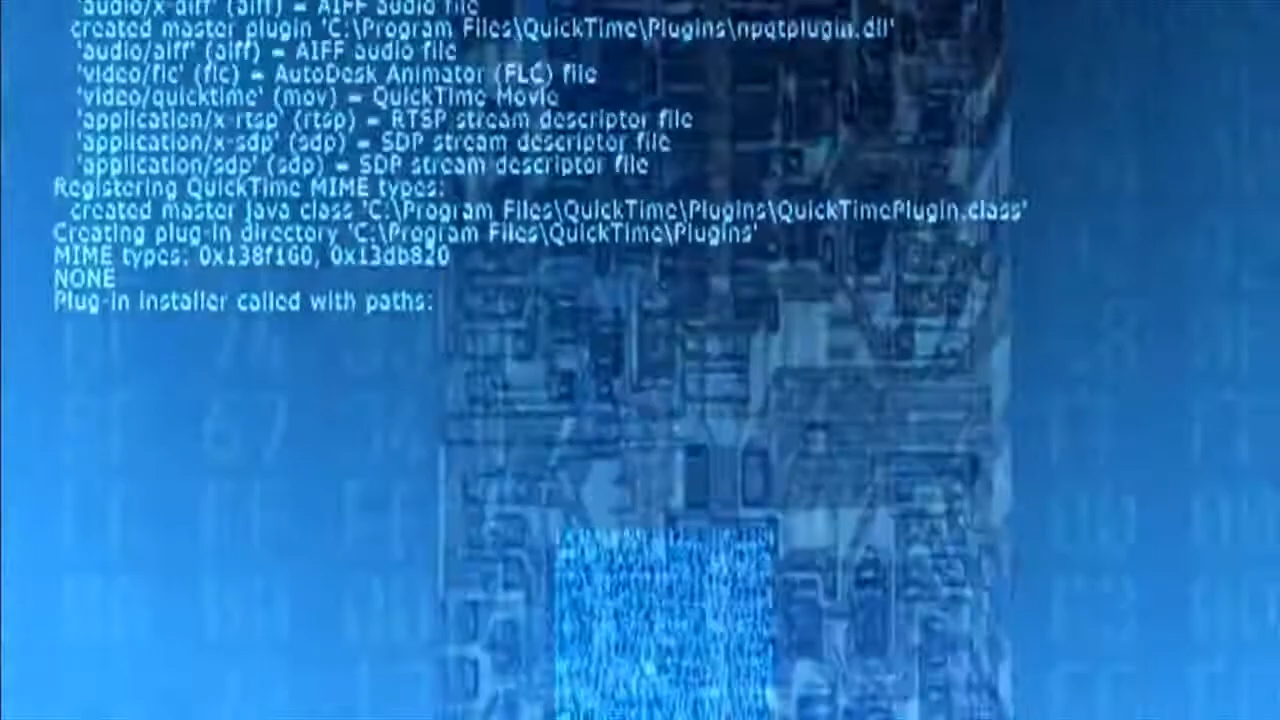 'audio/x-aiff' (aiff) = AIFF audio file
created master plugin 'C:\Program Files\QuickTime\Plugins\npqtplugin.dll'
'audio/aiff' (aiff) = AIFF audio file
'video/flc' (flc) = AutoDesk Animator (FLC) file
'video/quicktime' (mov) = QuickTime Movie
'application/x-rtsp' (rtsp) = RTSP stream descriptor file
'application/x-sdp' (sdp) = SDP stream descriptor file
'application/sdp' (sdp) = SDP stream descriptor file
Registering QuickTime MIME types:
created master java class 'C:\Program Files\QuickTime\Plugins\QuickTimePlugin.class'
Creating plug-in directory 'C:\Program Files\QuickTime\Plugins'
MIME types: 0x138f160, 0x13db820
NONE
Plug-in installer called with paths:
67